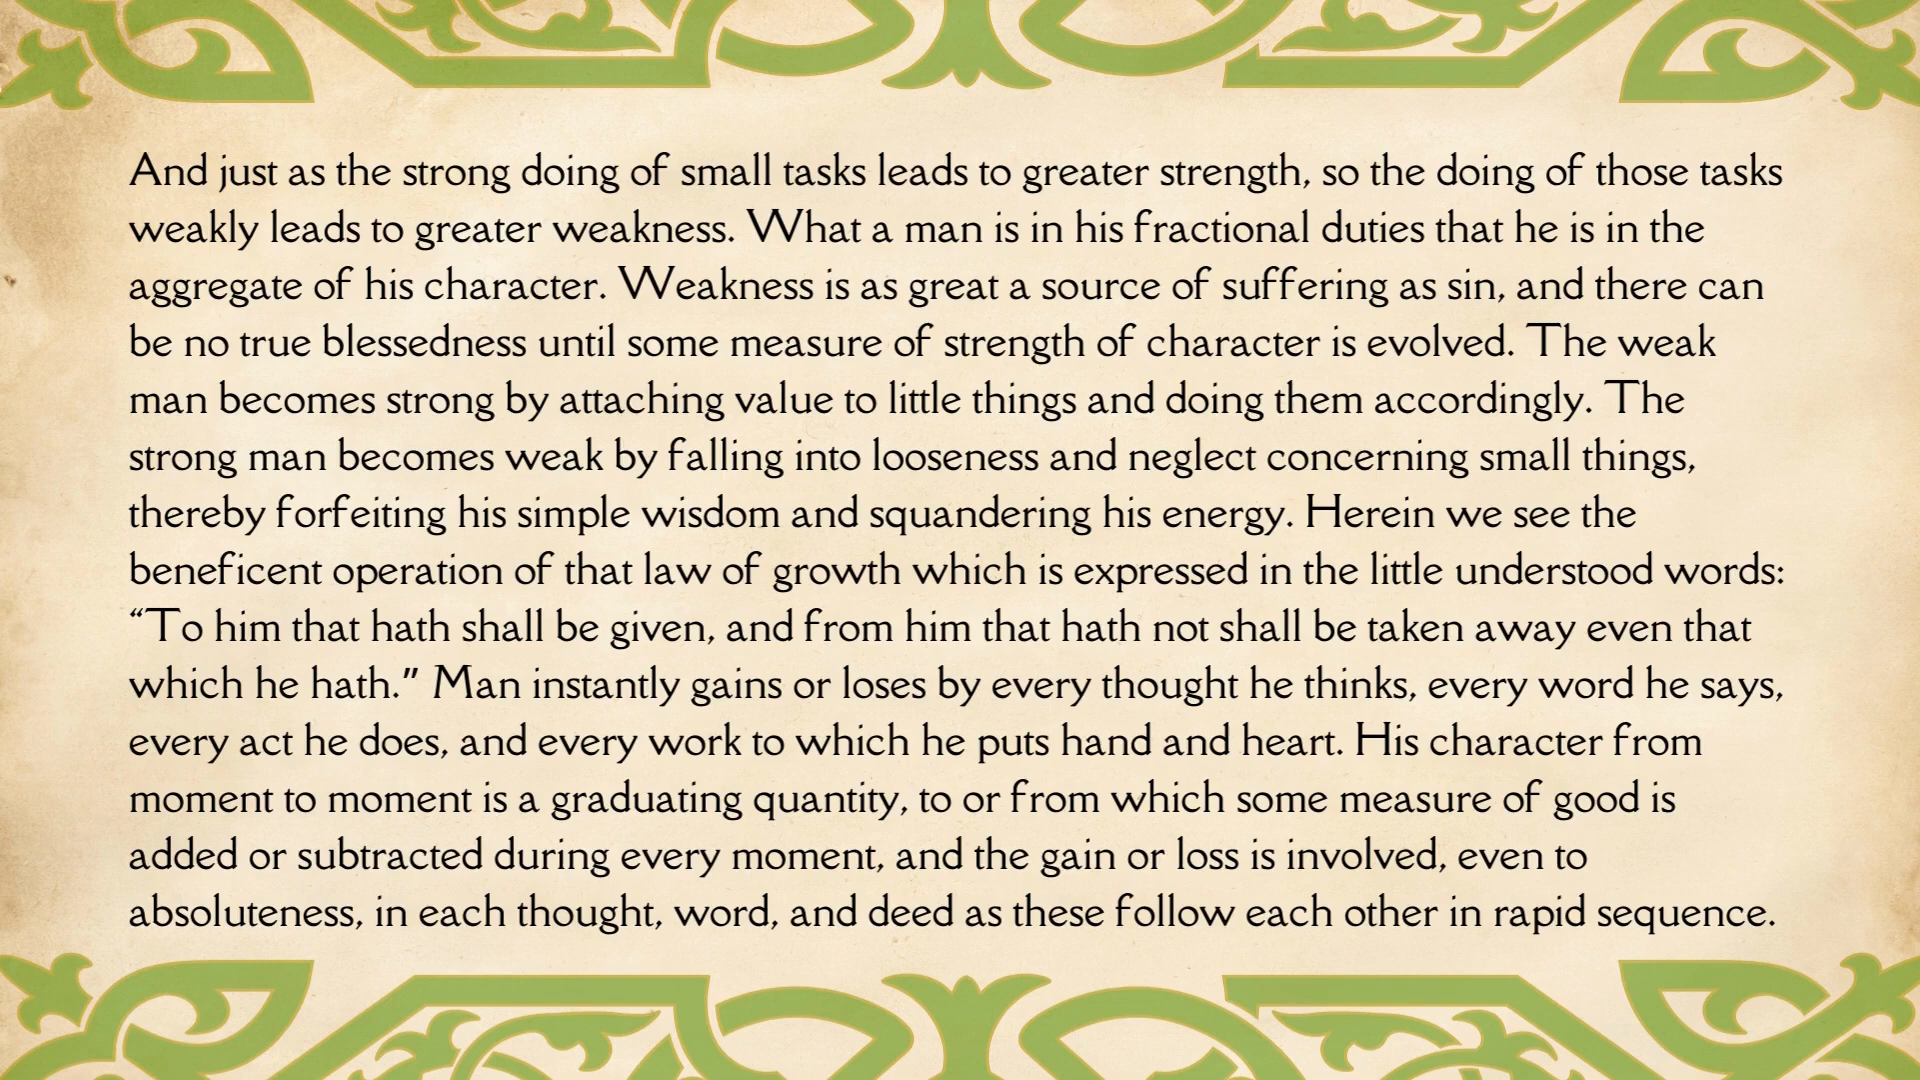 And just as the strong doing of small tasks leads to greater strength, so the doing of those tasks
weakly leads to greater weakness. What a man is in his fractional duties that he is in the
aggregate of his character. Weakness is as great a source of suffering as sin, and there can
be no true blessedness until some measure of strength of character is evolved. The weak
man becomes strong by attaching value to little things and doing them accordingly. The
strong man becomes weak by falling into looseness and neglect concerning small things,
thereby forfeiting his simple wisdom and squandering his energy. Herein we see the
beneficent operation of that law of growth which is expressed in the little understood words:
“To him that hath shall be given, and from him that hath not shall be taken away even that
which he hath.” Man instantly gains or loses by every thought he thinks, every word he says,
every act he does, and every work to which he puts hand and heart. His character from
moment to moment is a graduating quantity, to or from which some measure of good is
added or subtracted during every moment, and the gain or loss is involved, even to
absoluteness, in each thought, word, and deed as these follow each other in rapid sequence.